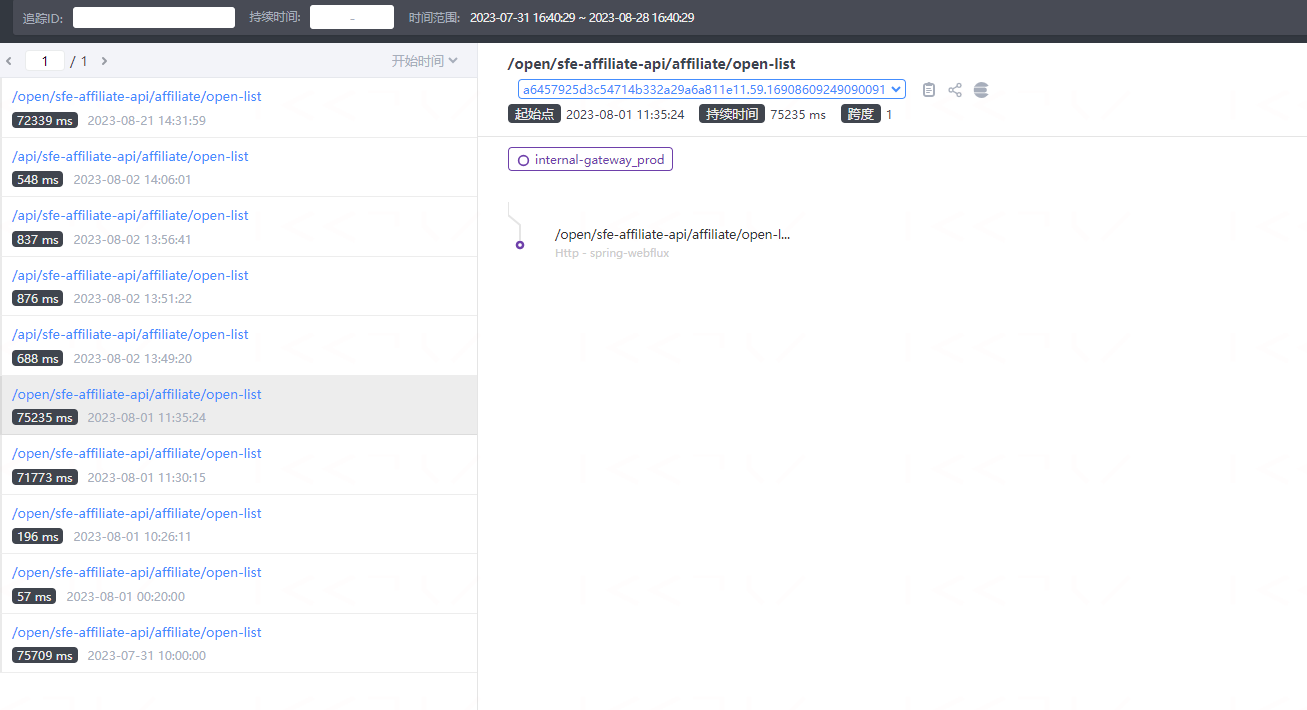 追踪ID: 持续时间: - 时间范围: 2023-07-31 16:40:29 ~ 2023-08-28 16:40:29
1 / 1 开始时间
/open/sfe-affiliate-api/affiliate/open-list
72339 ms 2023-08-21 14:31:59
/api/sfe-affiliate-api/affiliate/open-list
548 ms 2023-08-02 14:06:01
/api/sfe-affiliate-api/affiliate/open-list
837 ms 2023-08-02 13:56:41
/api/sfe-affiliate-api/affiliate/open-list
876 ms 2023-08-02 13:51:22
/api/sfe-affiliate-api/affiliate/open-list
688 ms 2023-08-02 13:49:20
/open/sfe-affiliate-api/affiliate/open-list
75235 ms 2023-08-01 11:35:24
/open/sfe-affiliate-api/affiliate/open-list
71773 ms 2023-08-01 11:30:15
/open/sfe-affiliate-api/affiliate/open-list
196 ms 2023-08-01 10:26:11
/open/sfe-affiliate-api/affiliate/open-list
57 ms 2023-08-01 00:20:00
/open/sfe-affiliate-api/affiliate/open-list
75709 ms 2023-07-31 10:00:00
/open/sfe-affiliate-api/affiliate/open-list
a6457925d3c54714b332a29a6a811e11.59.16908609249090091
起始点 2023-08-01 11:35:24 持续时间 75235 ms 跨度 1
internal-gateway_prod
/open/sfe-affiliate-api/affiliate/open-l...
Http - spring-webflux